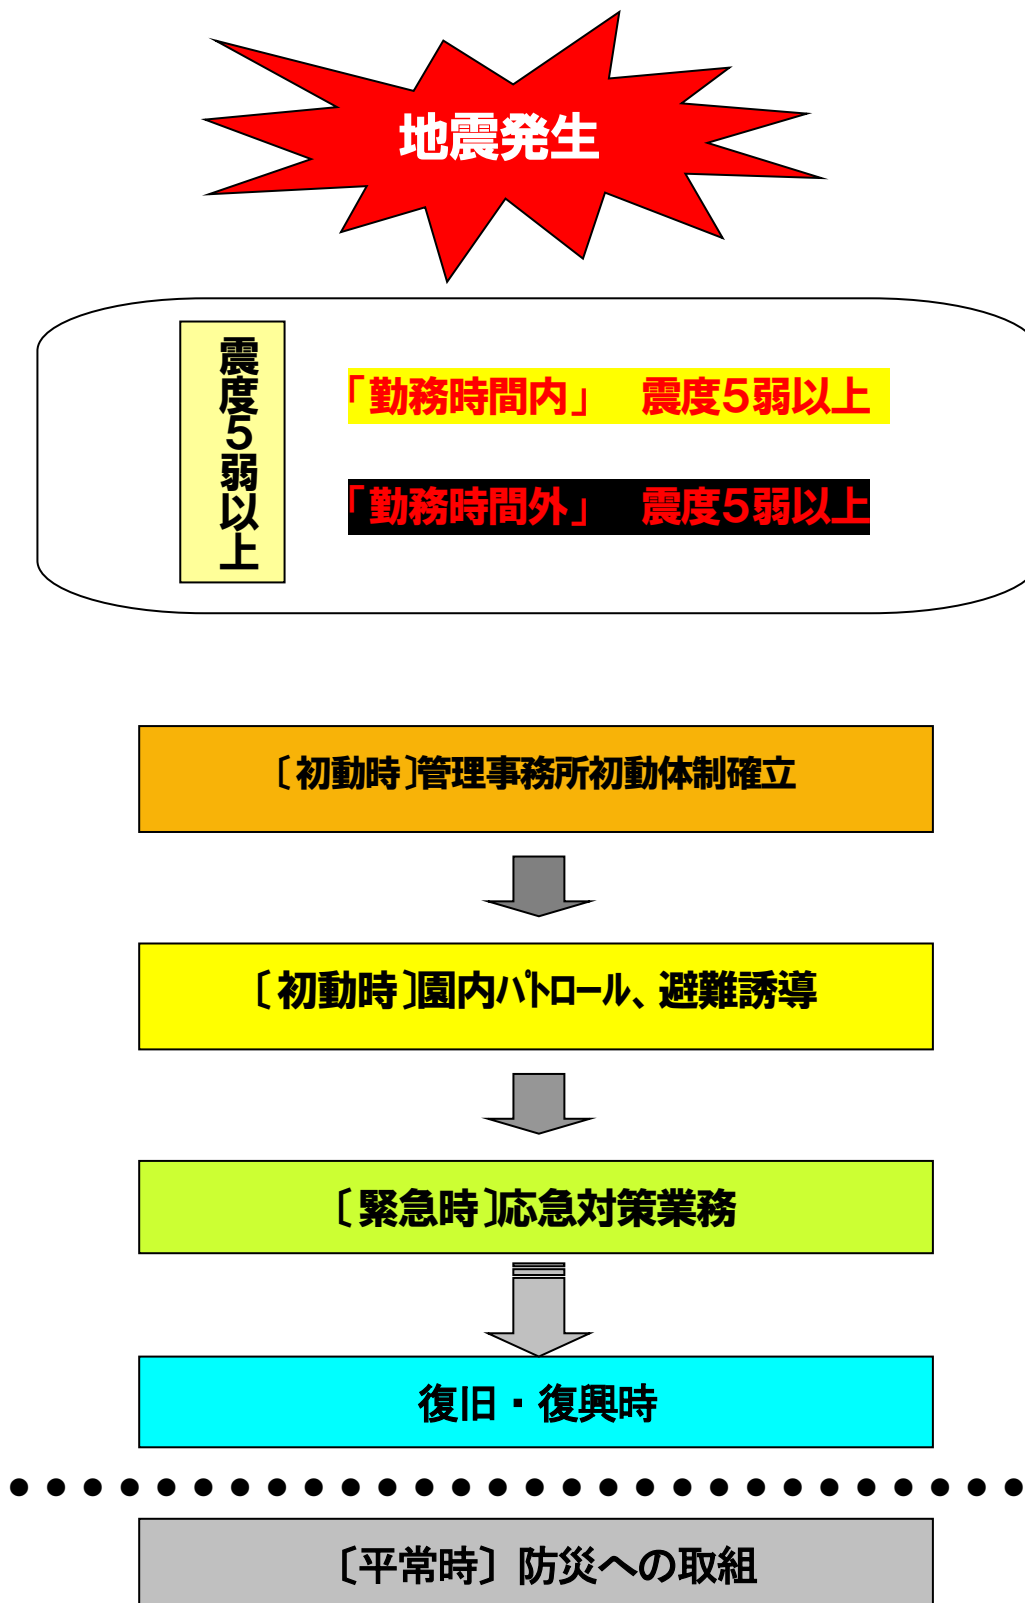 地震発生
震度５弱以上
「勤務時間内」　震度５弱以上
「勤務時間外」　震度５弱以上
〔初動時〕管理事務所初動体制確立
〔初動時〕園内ﾊﾟﾄﾛｰﾙ、避難誘導
〔緊急時〕応急対策業務
復旧・復興時
〔平常時〕防災への取組